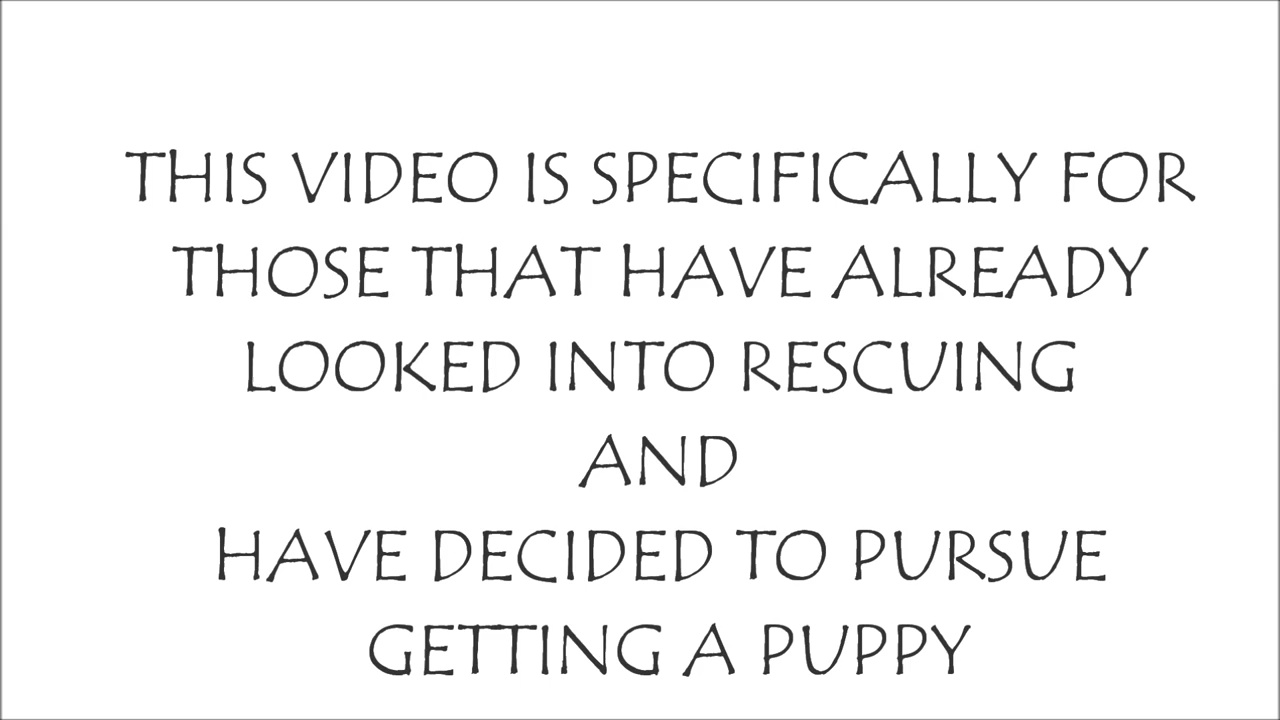 THIS VIDEO IS SPECIFICALLY FOR
THOSE THAT HAVE ALREADY
LOOKED INTO RESCUING
AND
HAVE DECIDED TO PURSUE
GETTING A PUPPY